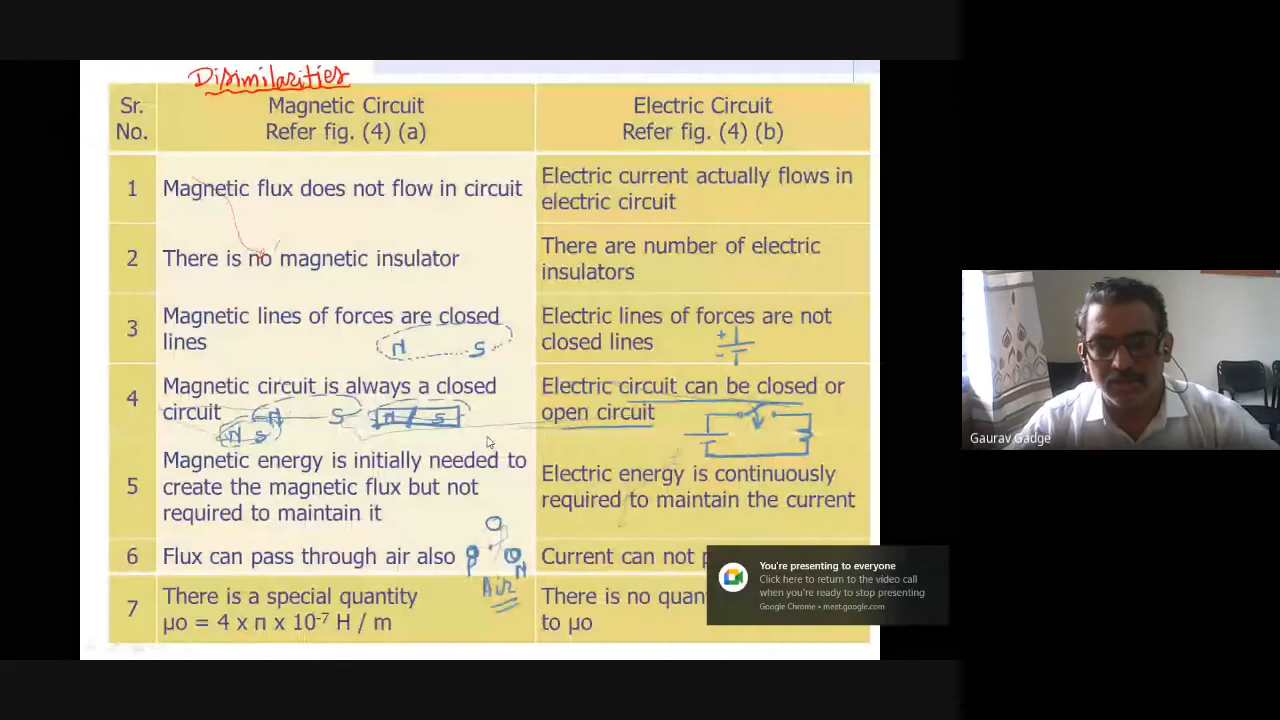 Disimilarities
Sr.
No.
Magnetic Circuit
Refer fig. (4) (a)
Electric Circuit
Refer fig. (4) (b)
1
Magnetic flux does not flow in circuit
Electric current actually flows in
electric circuit
2
There is no magnetic insulator
There are number of electric
insulators
3
Magnetic lines of forces are closed
lines
N S
Electric lines of forces are not
closed lines
+
-
4
Magnetic circuit is always a closed
circuit
N S
N S
N S
Electric circuit can be closed or
open circuit
5
Magnetic energy is initially needed to
create the magnetic flux but not
required to maintain it
Electric energy is continuously
required to maintain the current
6
Flux can pass through air also
P
N
Air
Current can not
7
There is a special quantity
µo = 4 x п x 10-7 H / m
There is no
to µo
You're presenting to everyone
Click here to return to the video call
when you're ready to stop presenting
Google Chrome • meet.google.com
Gaurav Gadge